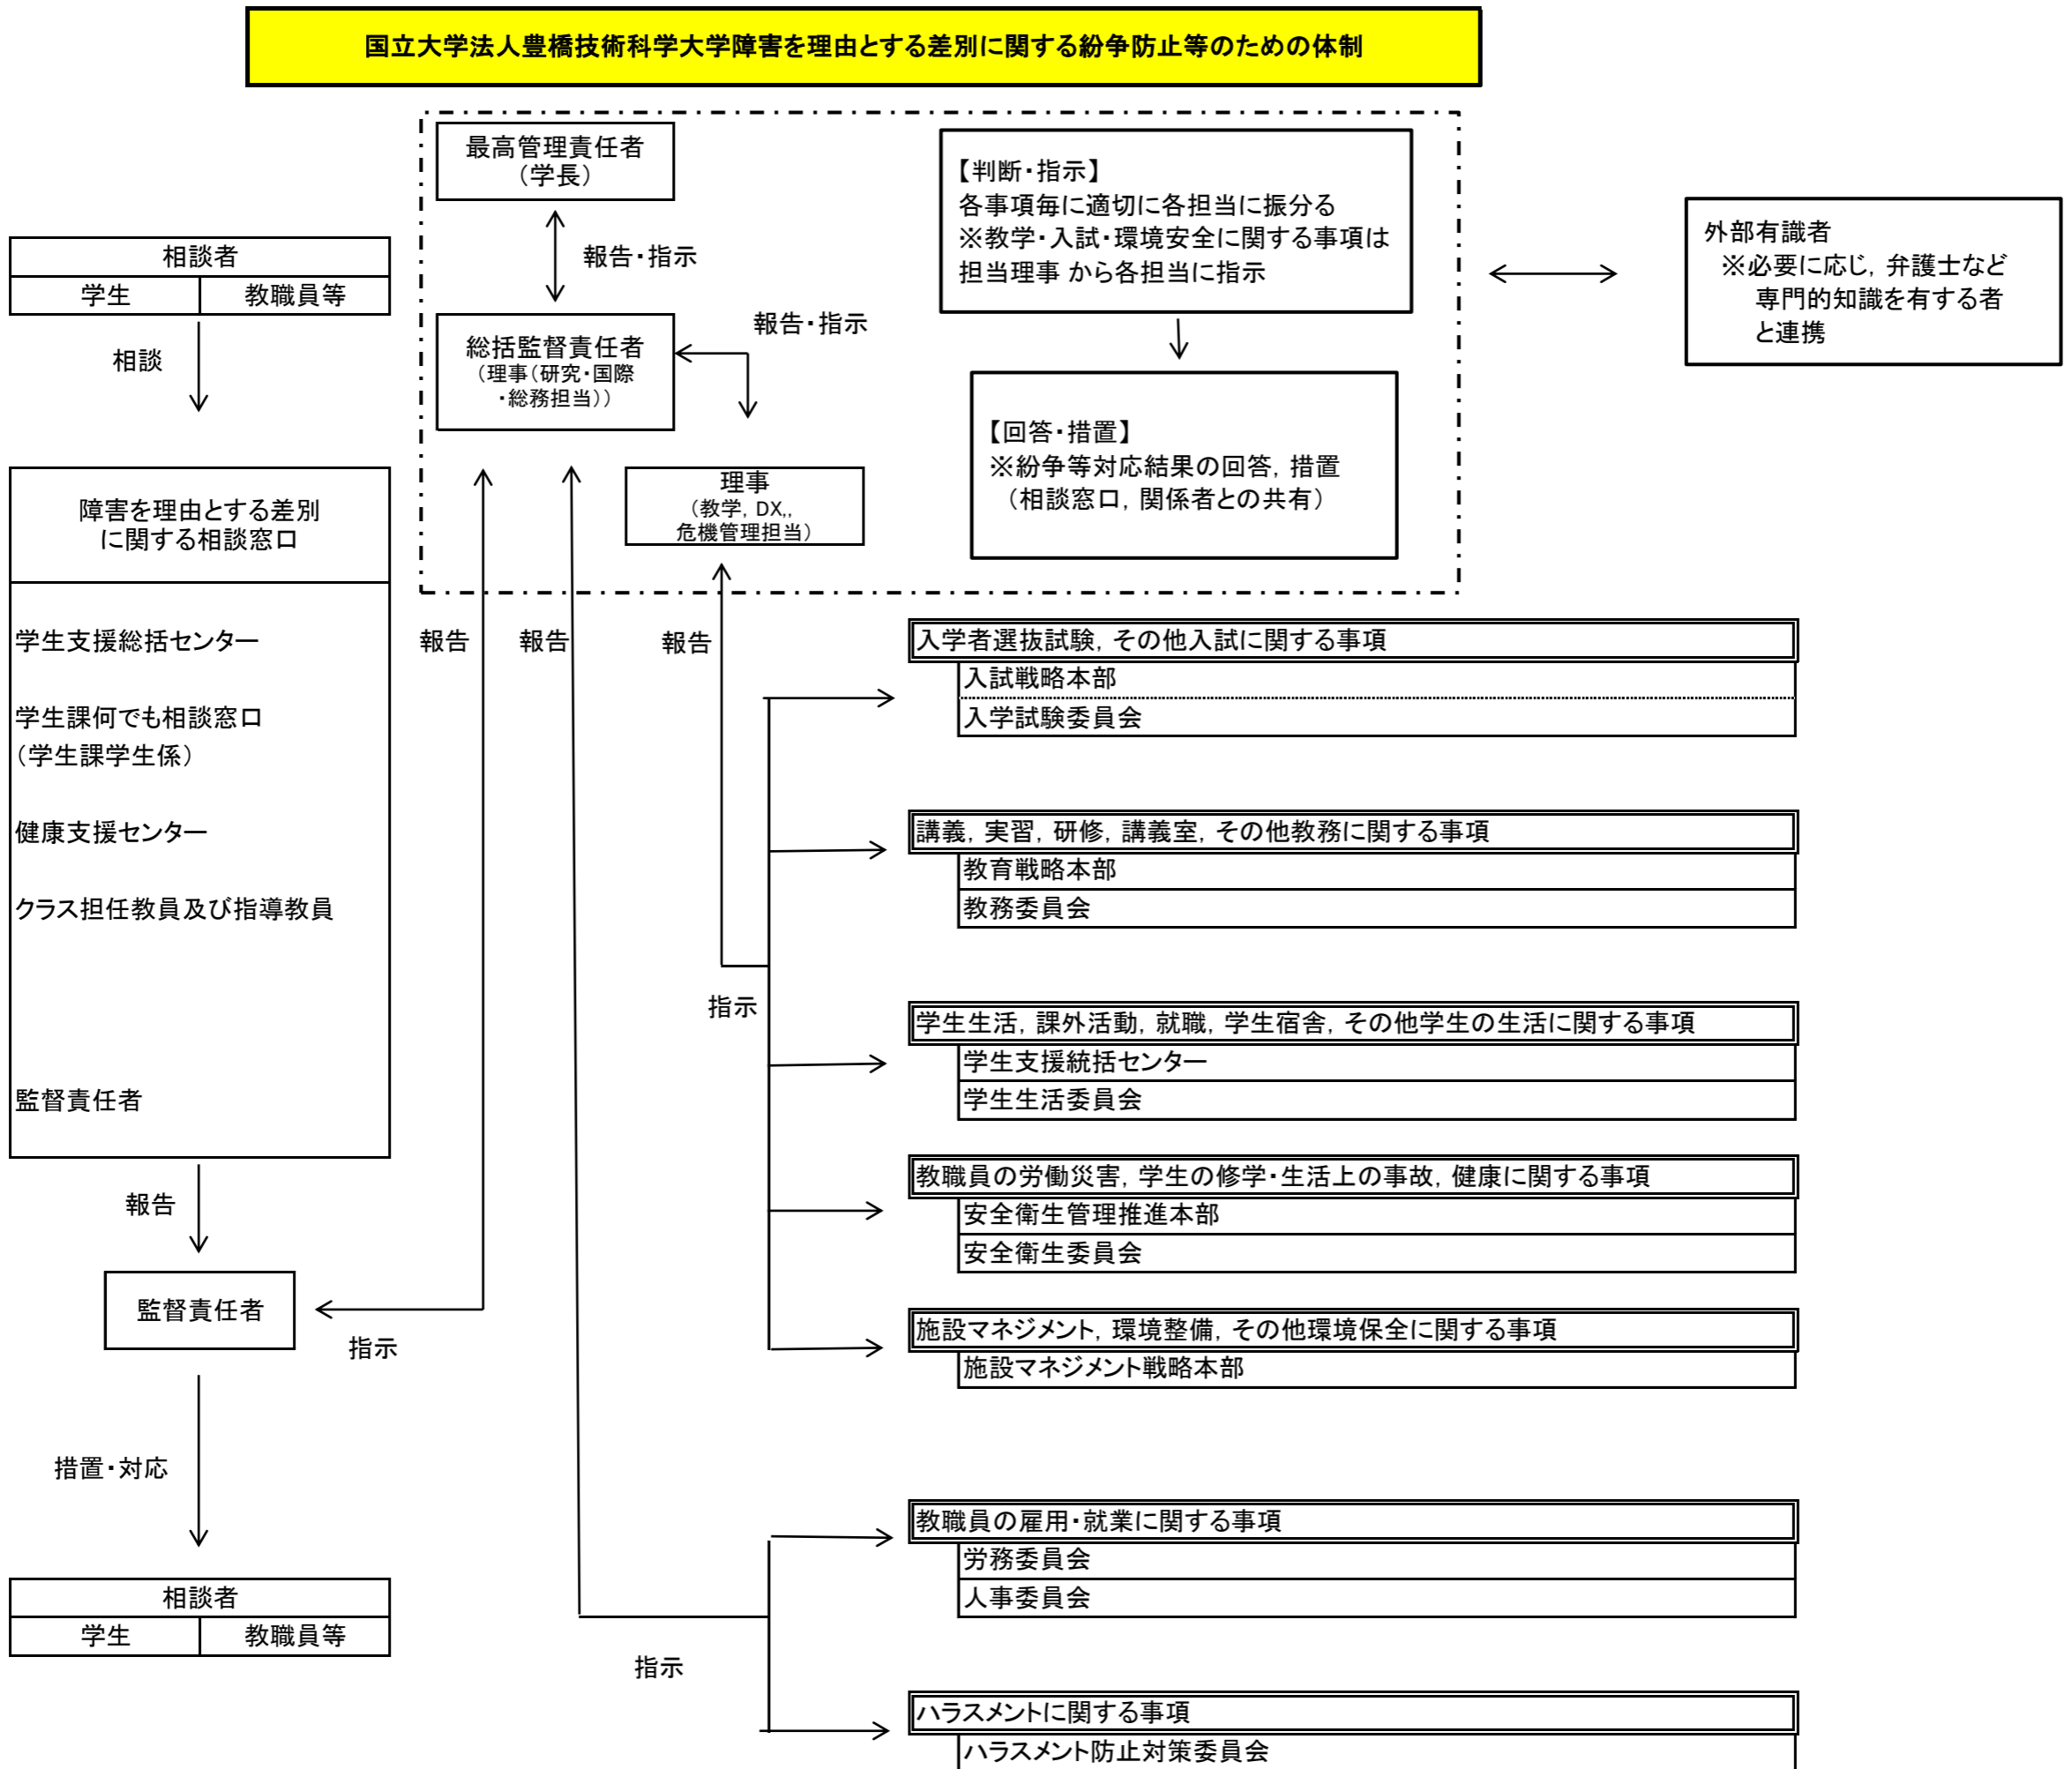 国立大学法人豊橋技術科学大学障害を理由とする差別に関する紛争防止等のための体制
最高管理責任者
（学長）
報告・指示
総括監督責任者
（理事（研究・国際
・総務担当））
報告・指示
理事
（教学，DX,，
危機管理担当）
【判断・指示】
各事項毎に適切に各担当に振分る
※教学・入試・環境安全に関する事項は
担当理事 から各担当に指示
【回答・措置】
※紛争等対応結果の回答，措置
（相談窓口，関係者との共有）
外部有識者
※必要に応じ，弁護士など
専門的知識を有する者
と連携
相談者
学生 教職員等
相談
障害を理由とする差別
に関する相談窓口
学生支援総括センター
学生課何でも相談窓口
（学生課学生係）
健康支援センター
クラス担任教員及び指導教員
監督責任者
報告
監督責任者
指示
措置・対応
相談者
学生 教職員等
報告
報告
報告
指示
入学者選抜試験，その他入試に関する事項
入試戦略本部
入学試験委員会
講義，実習，研修，講義室，その他教務に関する事項
教育戦略本部
教務委員会
学生生活，課外活動，就職，学生宿舎，その他学生の生活に関する事項
学生支援統括センター
学生生活委員会
教職員の労働災害，学生の修学・生活上の事故，健康に関する事項
安全衛生管理推進本部
安全衛生委員会
施設マネジメント，環境整備，その他環境保全に関する事項
施設マネジメント戦略本部
指示
教職員の雇用・就業に関する事項
労務委員会
人事委員会
ハラスメントに関する事項
ハラスメント防止対策委員会